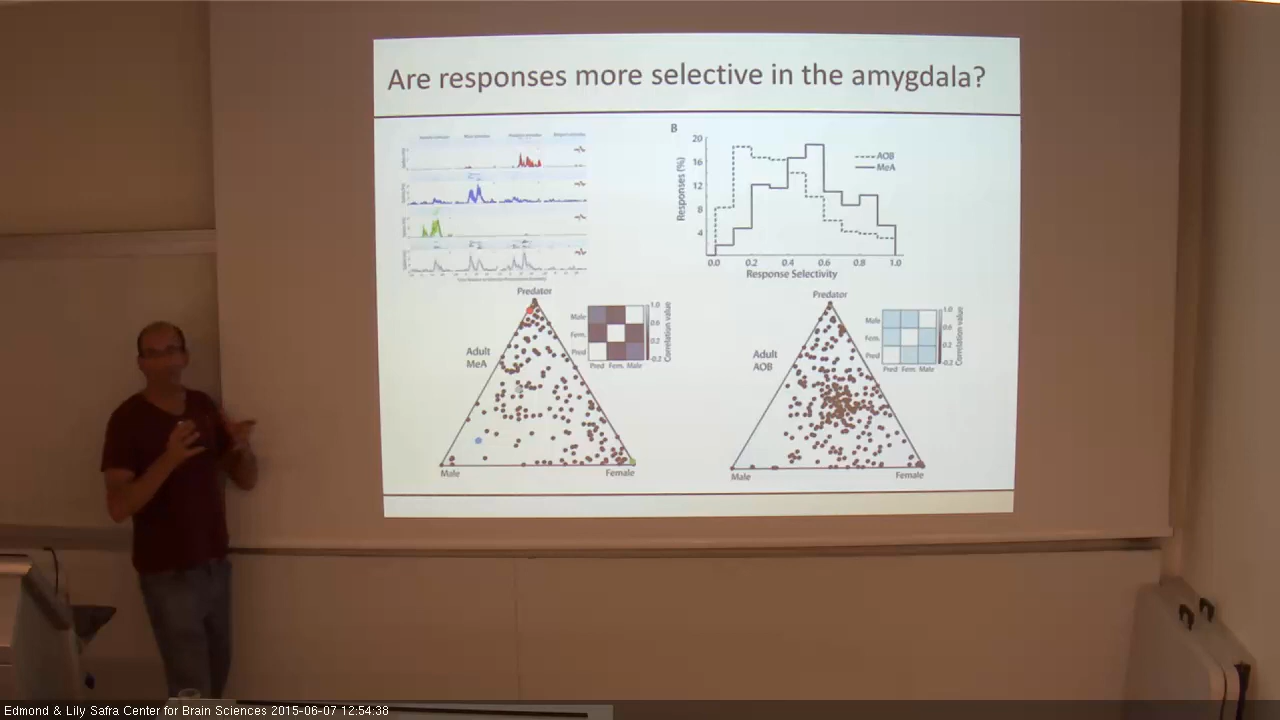 Are responses more selective in the amygdala?
B
20
16
12
8
4
Responses (%)
AOB
MeA
0.0 0.2 0.4 0.6 0.8 1.0
Response Selectivity
Predator
Adult
MeA
Male
Female
Male
Fem.
Pred
Pred Fem. Male
1.0
0.6
0.2
-0.2
Correlation value
Predator
Adult
AOB
Male
Female
Male
Fem.
Pred
Pred Fem. Male
1.0
0.6
0.2
-0.2
Correlation value
Edmond & Lily Safra Center for Brain Sciences 2015-06-07 12:54:38